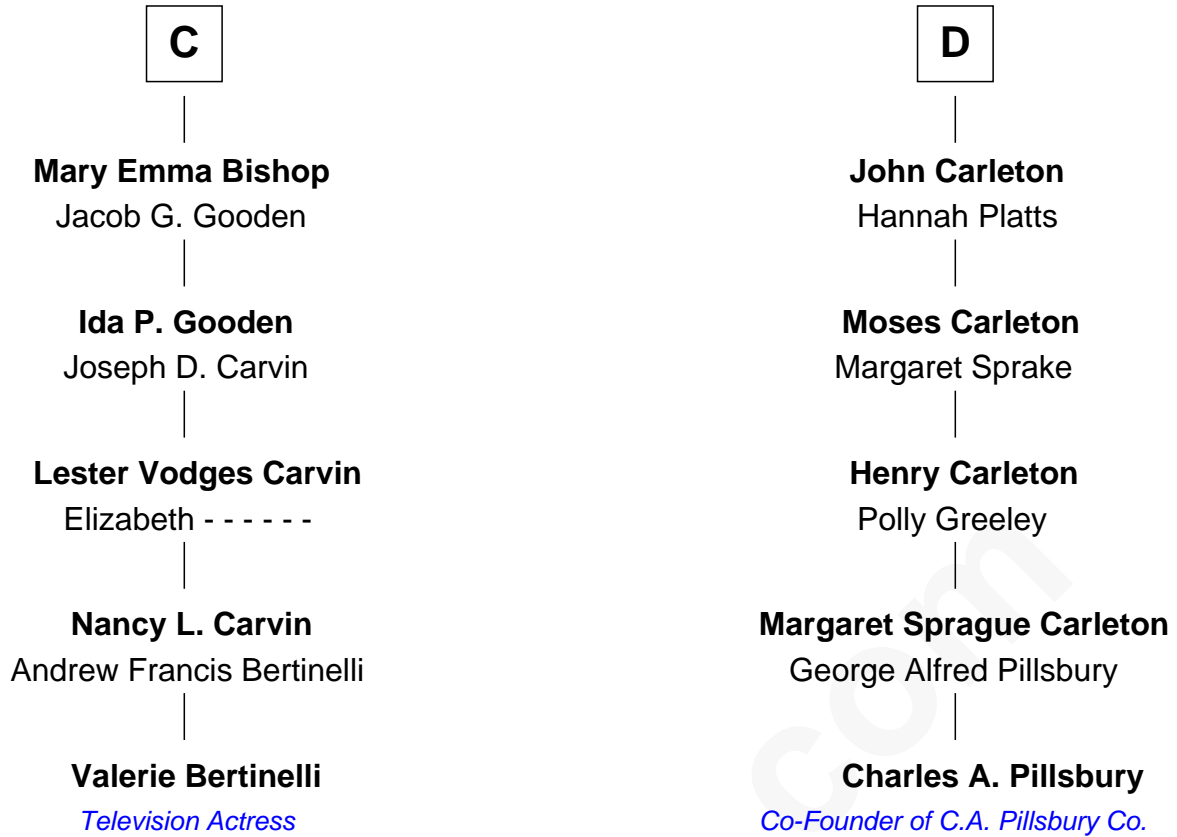 C
Mary Emma Bishop
Jacob G. Gooden
Ida P. Gooden
Joseph D. Carvin
Lester Vodges Carvin
Elizabeth - - - - - -
Nancy L. Carvin
Andrew Francis Bertinelli
Valerie Bertinelli
Television Actress
D
John Carleton
Hannah Platts
Moses Carleton
Margaret Sprake
Henry Carleton
Polly Greeley
Margaret Sprague Carleton
George Alfred Pillsbury
Charles A. Pillsbury
Co-Founder of C.A. Pillsbury Co.
com